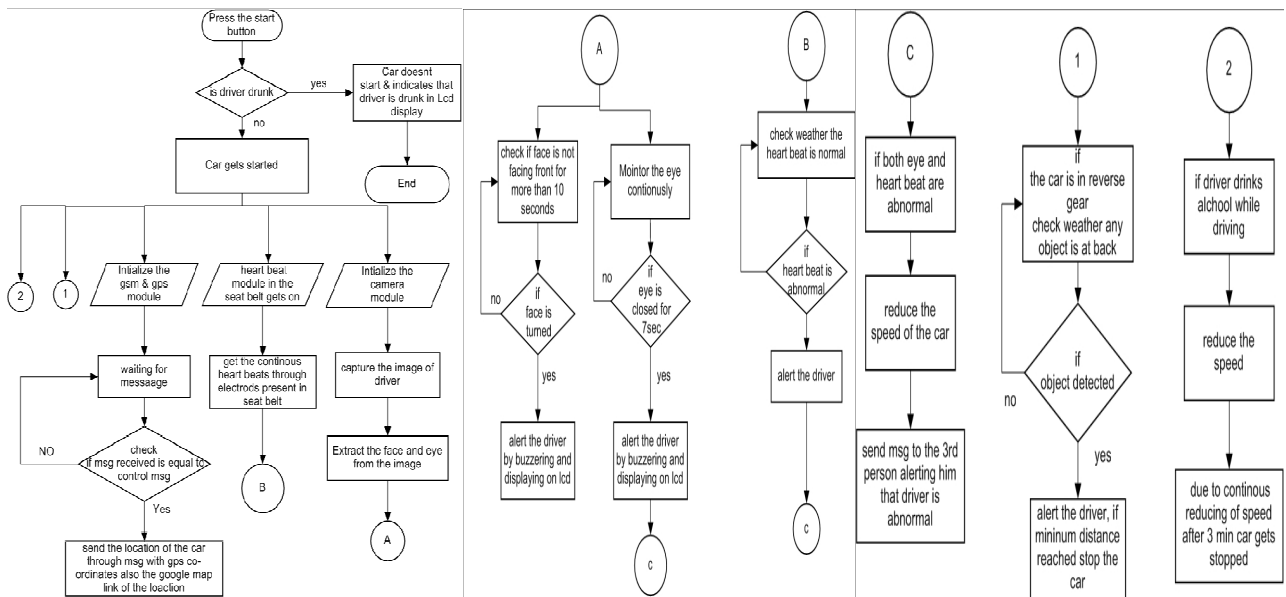 Press the start
button
is driver drunk
yes
Car doesnt
start & indicates that
driver is drunk in Lcd
display
no
End
Car gets started
2
1
Intialize the
gsm & gps
module
heart beat
module in the
seat belt gets on
Intialize the
camera
module
waiting for
messaage
get the continous
heart beats through
electrods present in
seat belt
capture the image of
driver
NO
check
if msg received is equal to
control msg
Extract the face and eye
from the image
B
Yes
A
send the location of the car
through msg with gps co-
ordinates also the google map
link of the loaction
A
check if face is not
facing front for
more than 10
seconds
Mointor the eye
contionusly
no
if
face is
turned
no
if
eye is
closed for
7sec
yes
yes
alert the driver
by buzzering and
displaying on lcd
alert the driver
by buzzering and
displaying on lcd
c
B
check weather the
heart beat is normal
no
if
heart beat is
abnormal
alert the driver
c
C
if both eye and
heart beat are
abnormal
reduce the
speed of the car
send msg to the 3rd
person alerting him
that driver is
abnormal
1
if
the car is in reverse
gear
check weather any
object is at back
if
object detected
no
yes
alert the driver, if
minimum distance
reached stop the
car
2
if driver drinks
alchool while
driving
reduce the
speed
due to continous
reducing of speed
after 3 min car gets
stopped